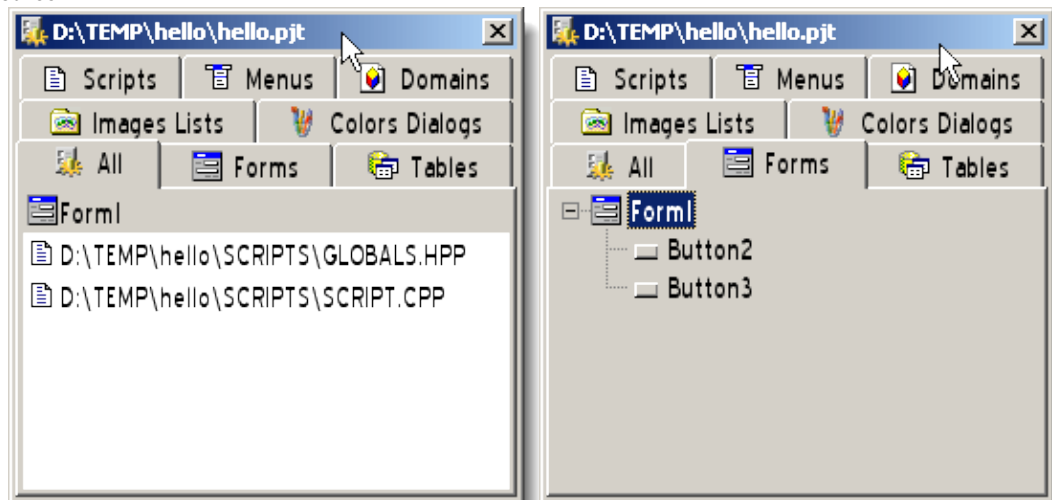 D:\TEMP\hello\hello.pjt
Scripts Menus Domains
Images Lists Colors Dialogs
All Forms Tables
Form1
D:\TEMP\hello\SCRIPTS\GLOBALS.HPP
D:\TEMP\hello\SCRIPTS\SCRIPT.CPP
D:\TEMP\hello\hello.pjt
Scripts Menus Domains
Images Lists Colors Dialogs
All Forms Tables
Form1
Button2
Button3